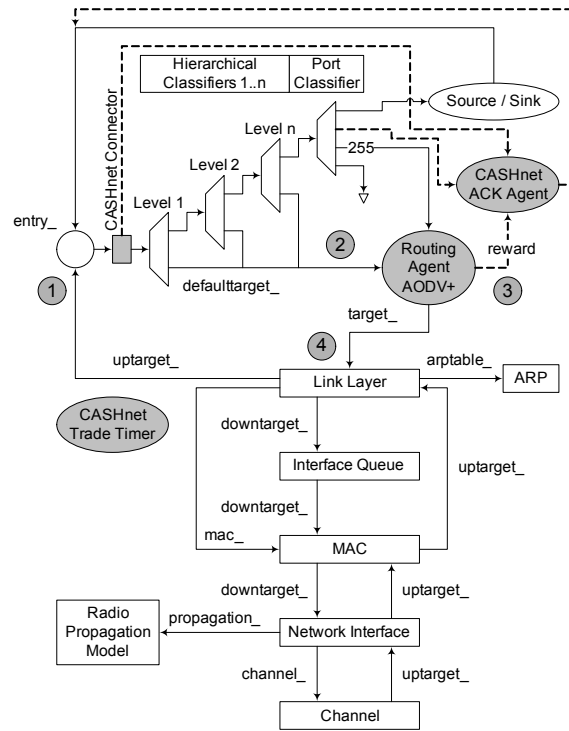 Hierarchical
Classifiers 1..n
Port
Classifier
Source / Sink
CASHnet Connector
Level n
Level 2
Level 1
255
CASHnet
ACK Agent
entry_
1
2
defaulttarget_
Routing
Agent
AODV+
reward
3
target_
4
uptarget_
Link Layer
arptable_
ARP
CASHnet
Trade Timer
downtarget_
Interface Queue
uptarget_
downtarget_
mac_
MAC
downtarget_
uptarget_
Radio
Propagation
Model
propagation_
Network Interface
channel_
uptarget_
Channel